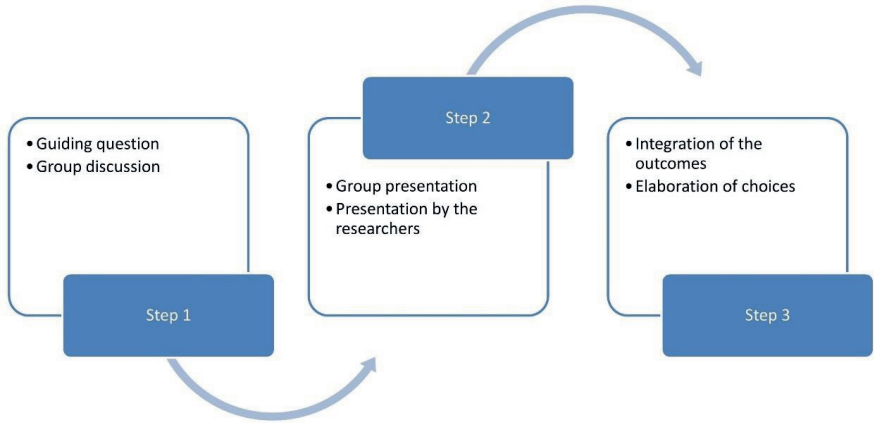 • Guiding question
• Group discussion
Step 1
Step 2
• Group presentation
• Presentation by the
researchers
• Integration of the
outcomes
• Elaboration of choices
Step 3